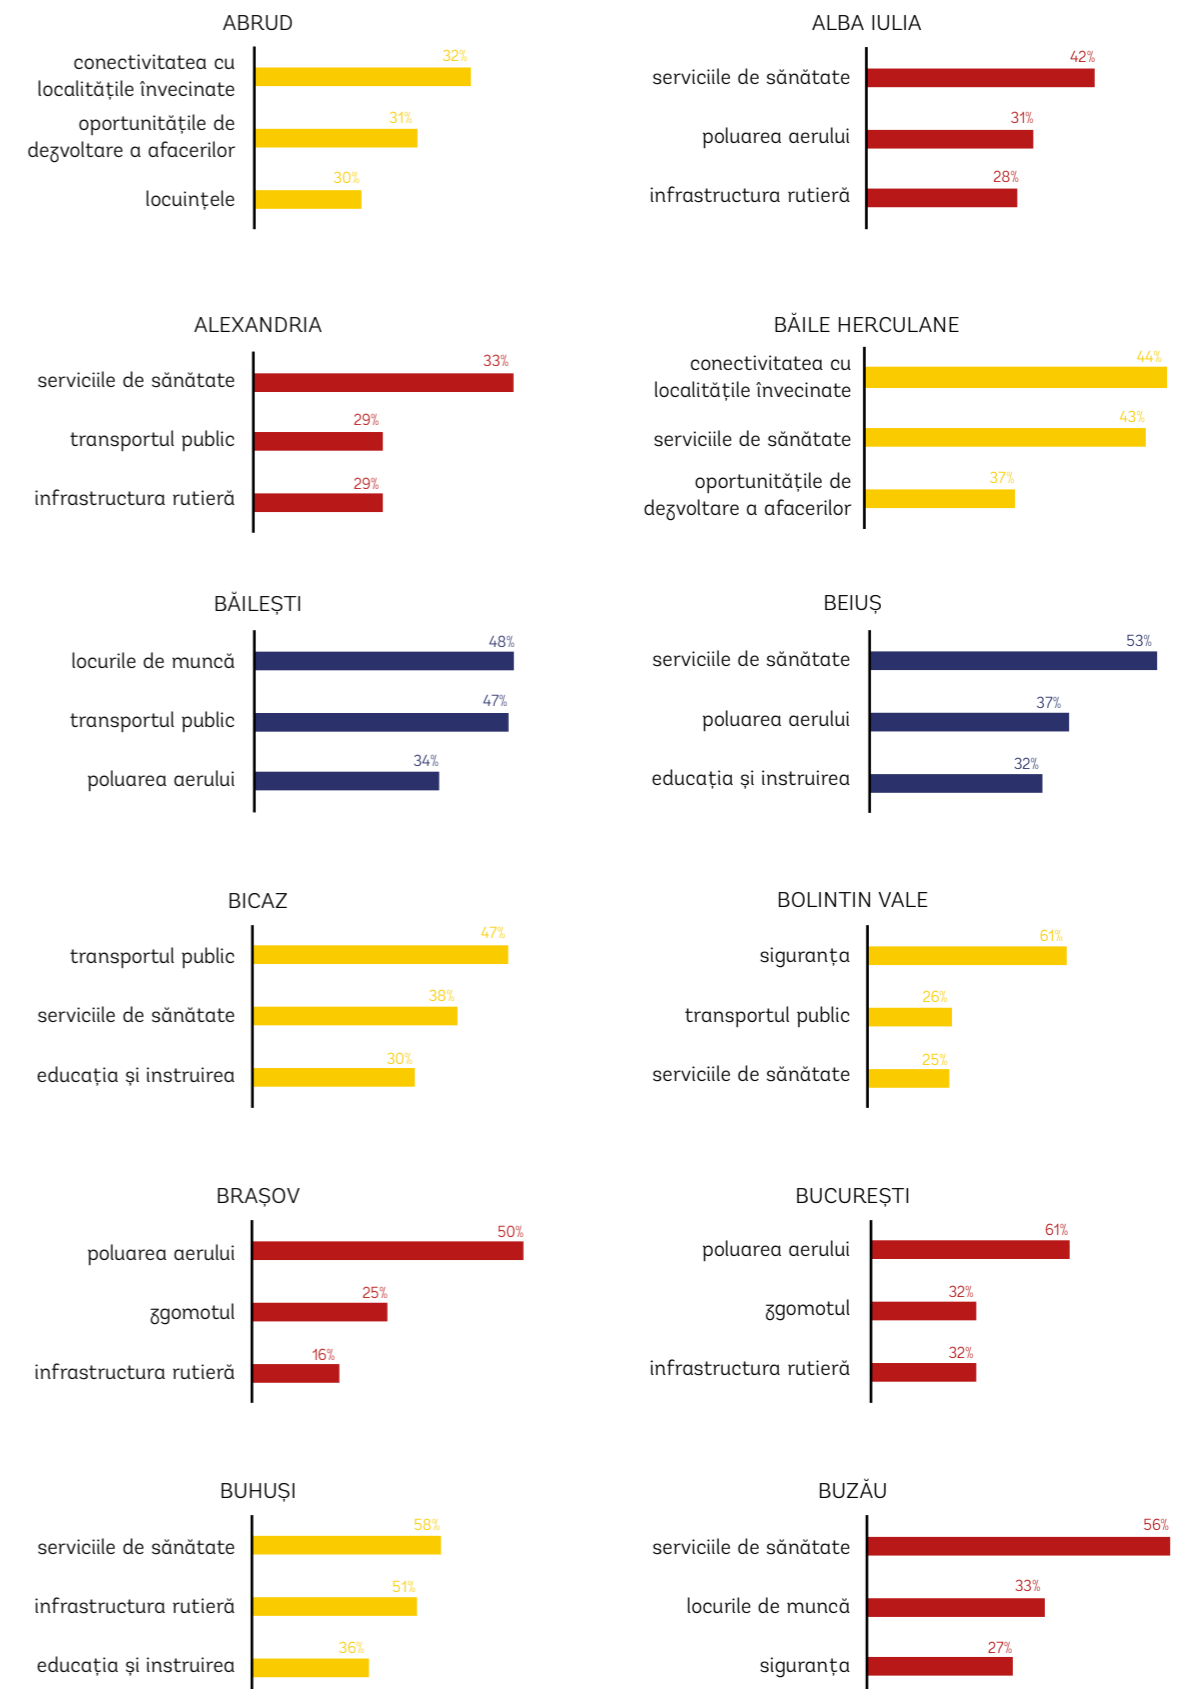 ABRUD
conectivitatea cu
localitățile învecinate
32%
oportunitățile de
dezvoltare a afacerilor
31%
locuințele
30%
ALBA IULIA
serviciile de sănătate
42%
poluarea aerului
31%
infrastructura rutieră
28%
ALEXANDRIA
serviciile de sănătate
33%
transportul public
29%
infrastructura rutieră
29%
BĂILE HERCULANE
conectivitatea cu
localitățile învecinate
44%
serviciile de sănătate
43%
oportunitățile de
dezvoltare a afacerilor
37%
BĂILEȘTI
locurile de muncă
48%
transportul public
47%
poluarea aerului
34%
BEIUȘ
serviciile de sănătate
53%
poluarea aerului
37%
educația și instruirea
32%
BICAZ
transportul public
47%
serviciile de sănătate
38%
educația și instruirea
30%
BOLINTIN VALE
siguranța
61%
transportul public
26%
serviciile de sănătate
25%
BRAȘOV
poluarea aerului
50%
zgomotul
25%
infrastructura rutieră
16%
BUCUREȘTI
poluarea aerului
61%
zgomotul
32%
infrastructura rutieră
32%
BUHUȘI
serviciile de sănătate
58%
infrastructura rutieră
51%
educația și instruirea
36%
BUZĂU
serviciile de sănătate
56%
locurile de muncă
33%
siguranța
27%